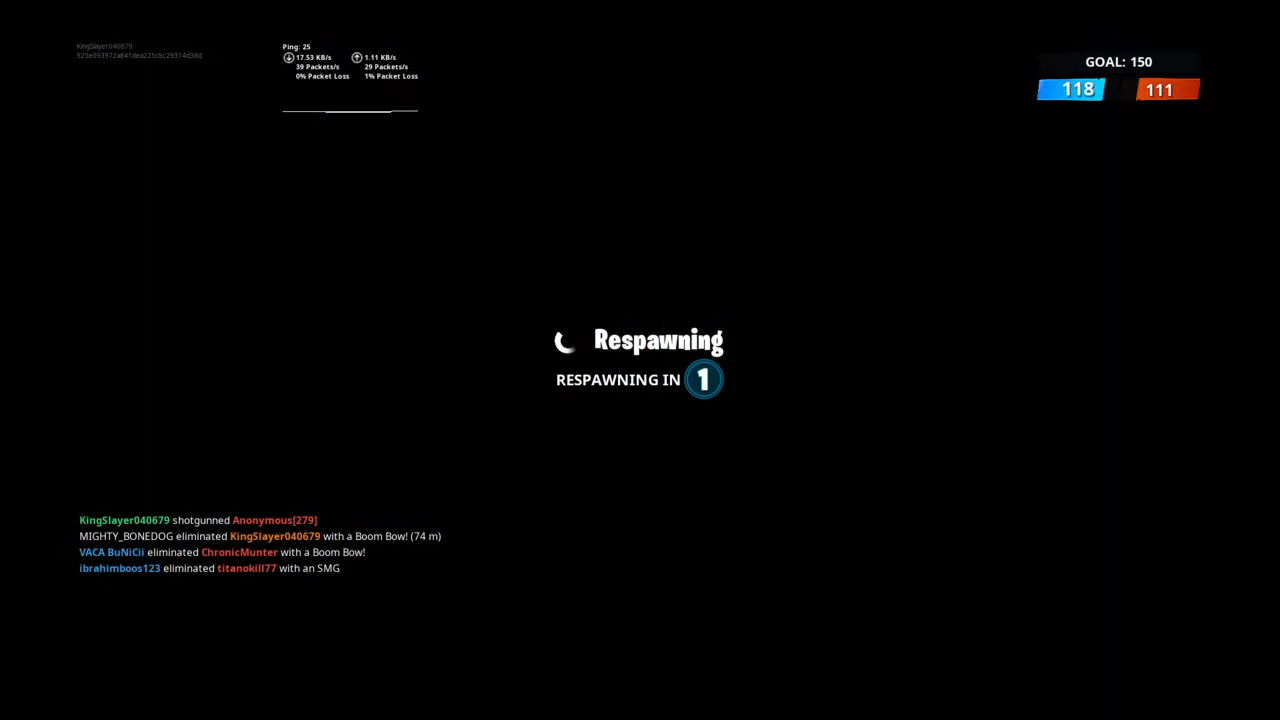 KingSlayer040679
Ping: 25
17.53 KB/s 1.11 KB/s
39 Packets/s 29 Packets/s
0% Packet Loss 1% Packet Loss
GOAL: 150
118 111
Respawning
RESPAWNING IN 1
KingSlayer040679 shotgunned Anonymous[279]
MIGHTY_BONEDOG eliminated KingSlayer040679 with a Boom Bow! (74 m)
VACA BuNiCii eliminated ChronicMunter with a Boom Bow!
ibrahimboos123 eliminated titanokill77 with an SMG